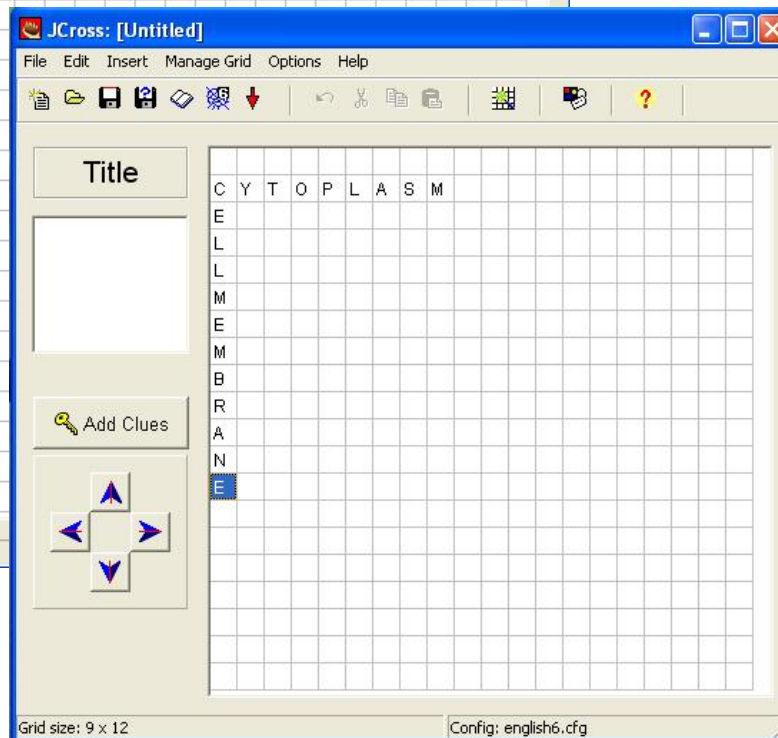 JCross: [Untitled]
File Edit Insert Manage Grid Options Help
Title
C Y T O P L A S M
E
L
L
M
E
M
B
R
A
N
E
Add Clues
Grid size: 9 x 12
Config: english6.cfg